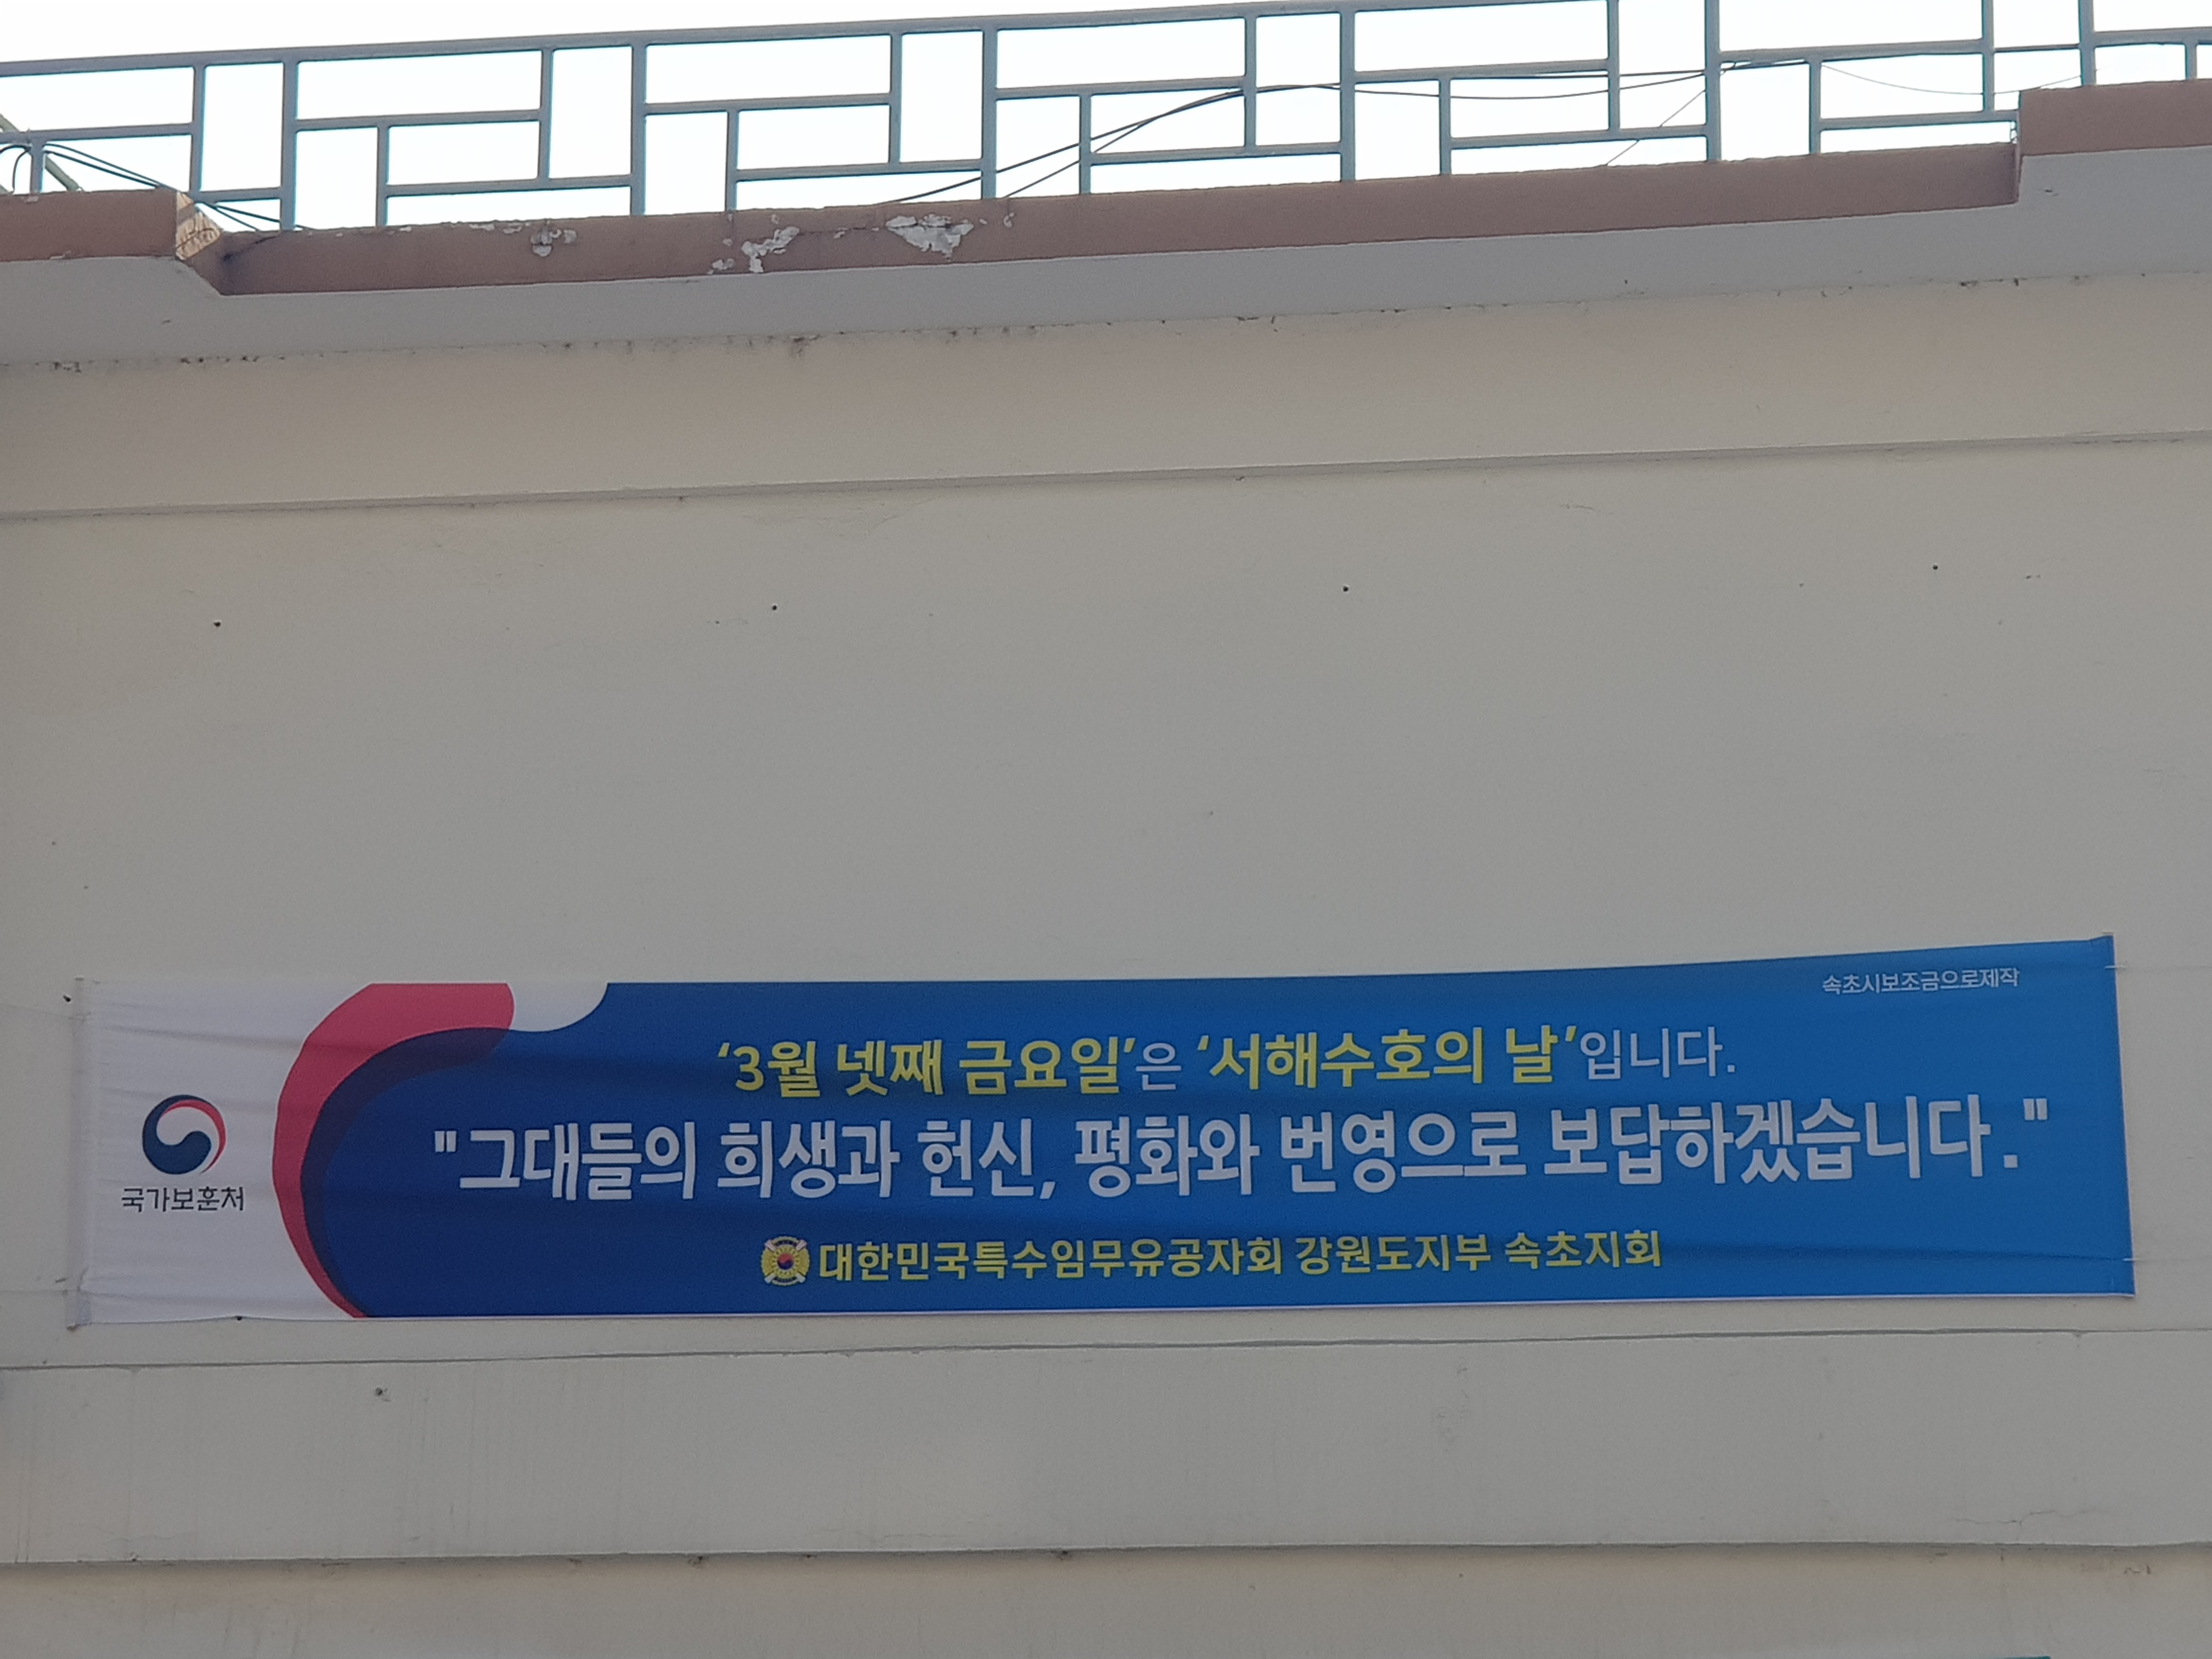 속초시보조금으로제작
‘3월 넷째 금요일’은 ‘서해수호의 날’입니다.
"그대들의 희생과 헌신, 평화와 번영으로 보답하겠습니다."
국가보훈처
대한민국특수임무유공자회 강원도지부 속초지회